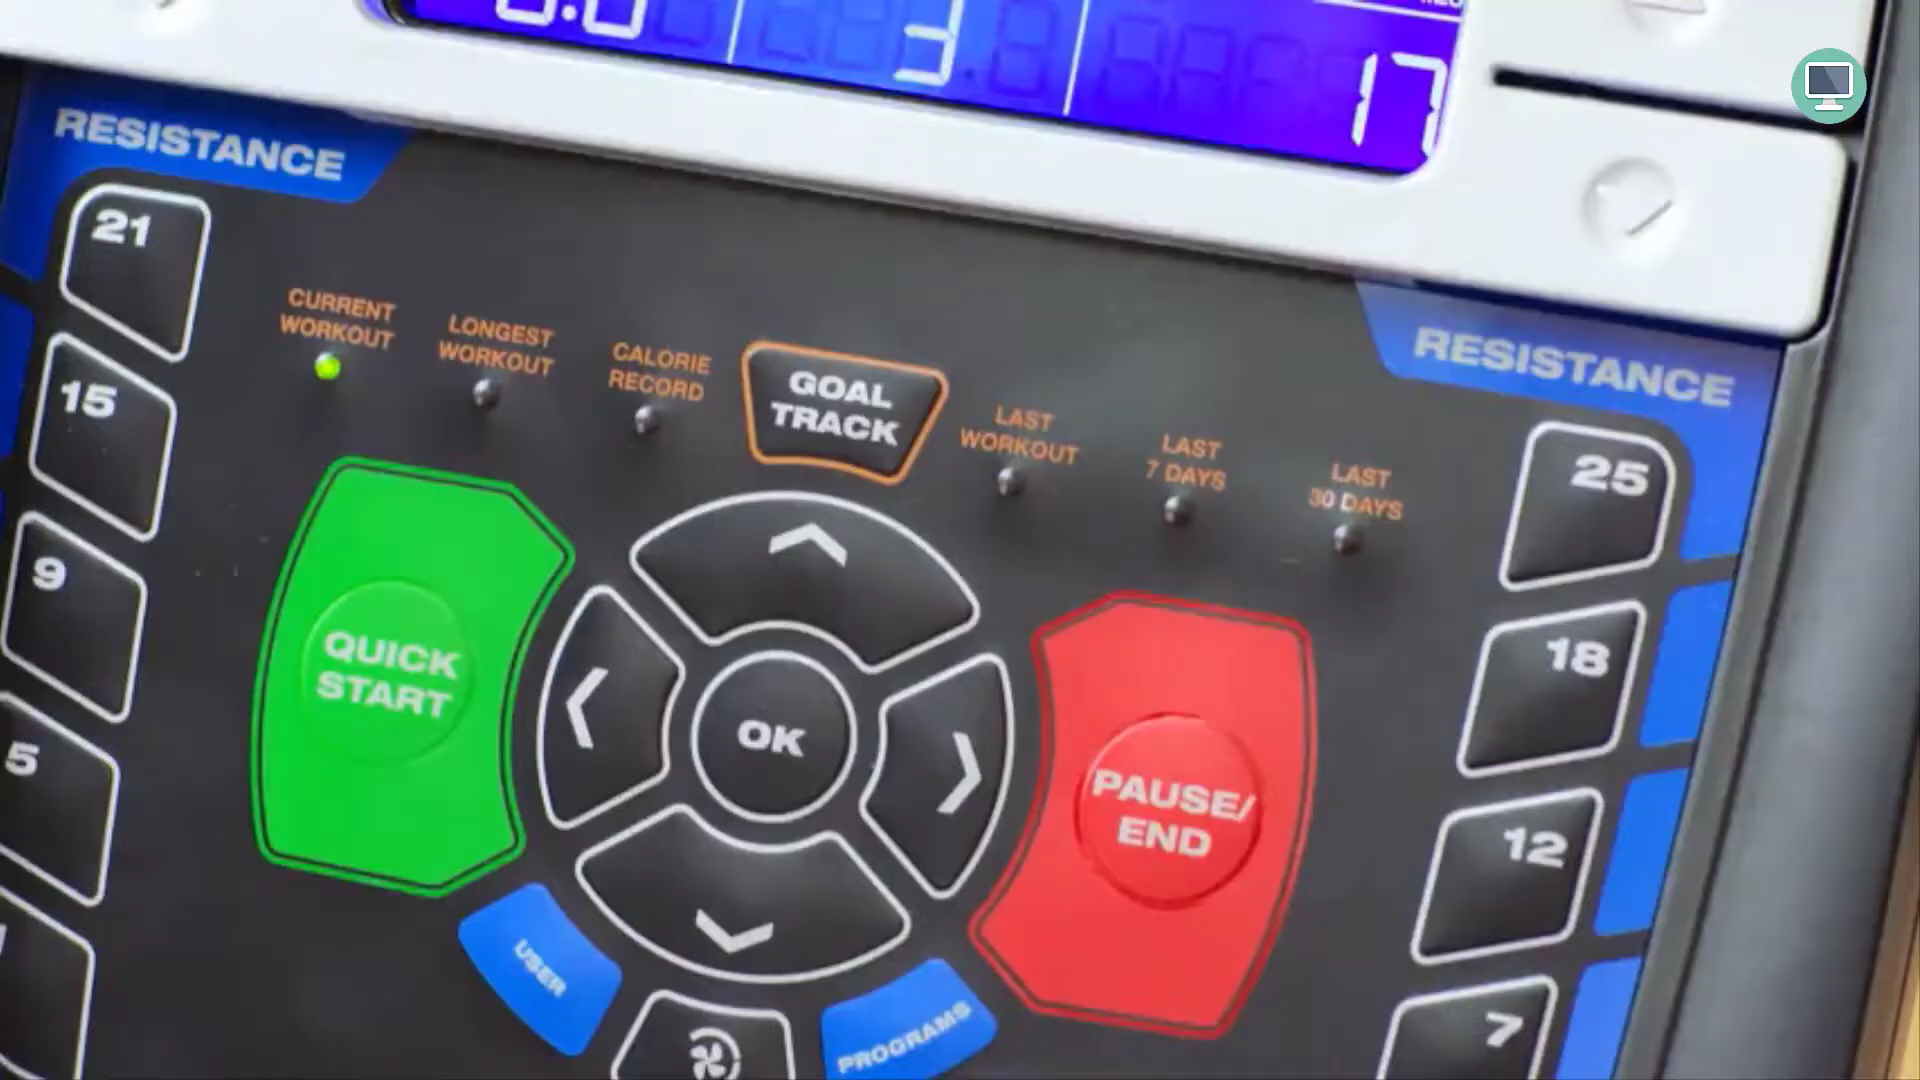 3
17
RESISTANCE
21
CURRENT
WORKOUT
LONGEST
WORKOUT
CALORIE
RECORD
GOAL
TRACK
LAST
WORKOUT
LAST
7 DAYS
LAST
30 DAYS
RESISTANCE
15
25
9
18
QUICK
START
OK
PAUSE/
END
5
12
USER
PROGRAMS
7